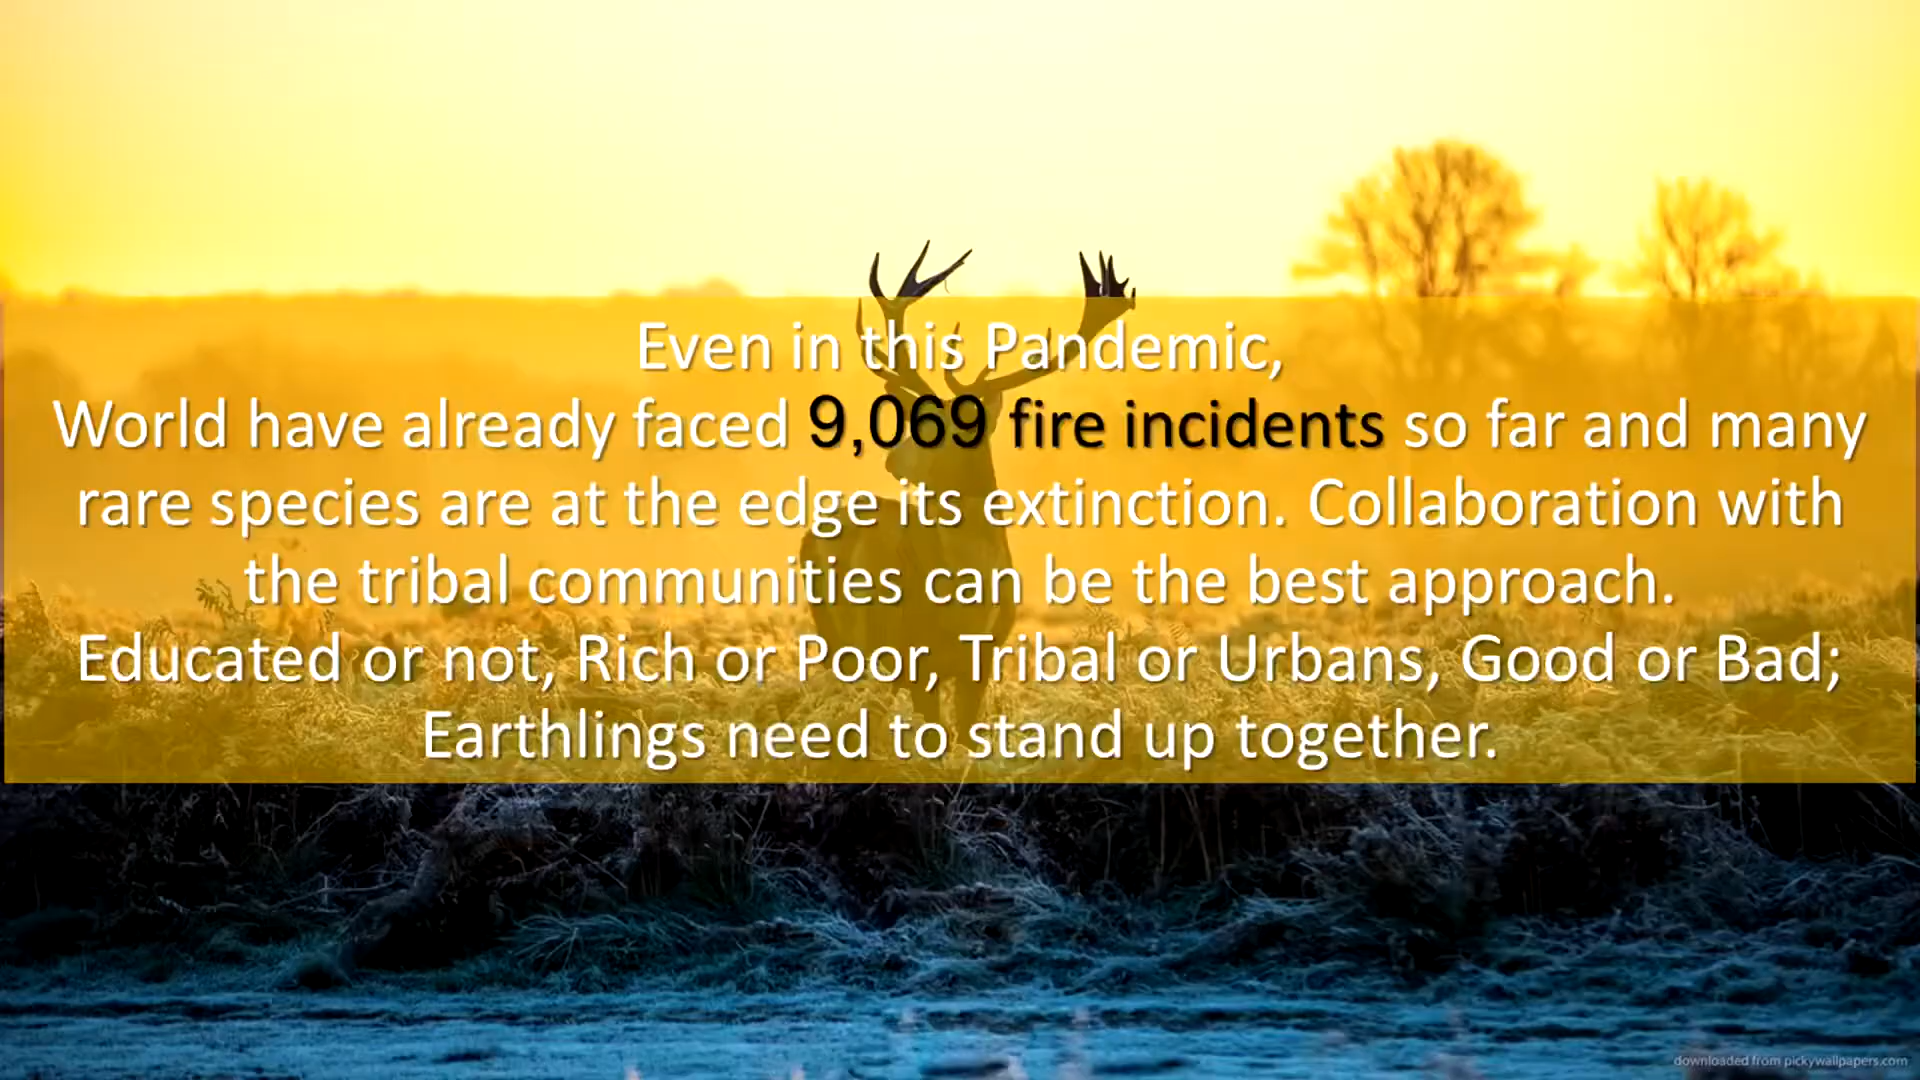 Even in this Pandemic,
World have already faced 9,069 fire incidents so far and many
rare species are at the edge its extinction. Collaboration with
the tribal communities can be the best approach.
Educated or not, Rich or Poor, Tribal or Urbans, Good or Bad;
Earthlings need to stand up together.
downloaded from pickywallpapers.com